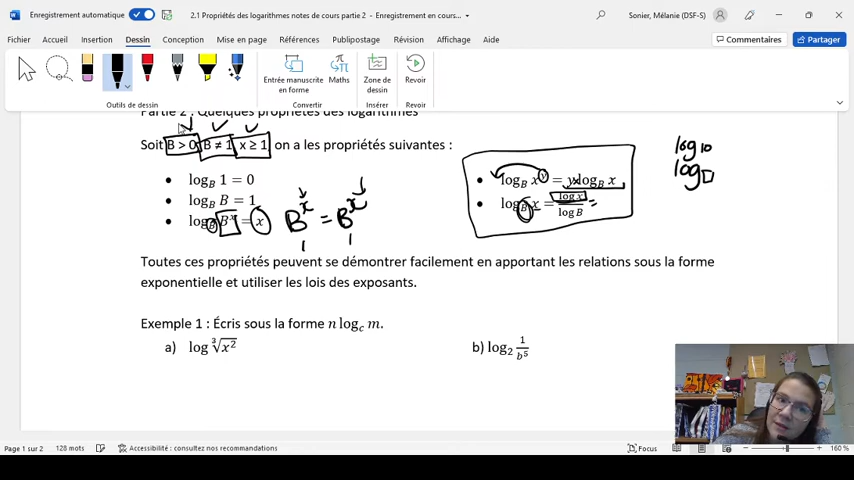 Enregistrement automatique
2.1 Propriétés des logarithmes notes de cours partie 2 - Enregistrement en cours...
Sonier, Mélanie (DSF-S)
Fichier Accueil Insertion Dessin Conception Mise en page Références Publipostage Révision Affichage Aide
Commentaires Partager
Entrée manuscrite en forme
Maths
Zone de dessin
Revoir
Outils de dessin Convertir Insérer Revoir
Partie 2 : Quelques propriétés des logarithmes
Soit B > 0, B ≠ 1, x ≥ 1, on a les propriétés suivantes :
log_B 1 = 0
log_B B = 1
log_B B^x = x
B^x = B^x
log_B x^y = y log_B x
log_B x = log x / log B =
log 10
log □
Toutes ces propriétés peuvent se démontrer facilement en apportant les relations sous la forme
exponentielle et utiliser les lois des exposants.
Exemple 1 : Écris sous la forme n log_c m.
a) log ∛x²
b) log₂ 1/b⁵
Page 1 sur 2 128 mots Accessibilité : consultez nos recommandations Focus 160 %